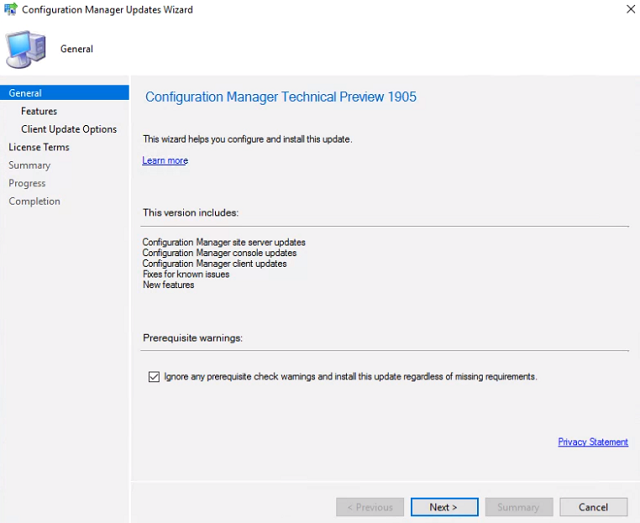 Configuration Manager Updates Wizard
General
General
Features
Client Update Options
License Terms
Summary
Progress
Completion
Configuration Manager Technical Preview 1905
This wizard helps you configure and install this update.
Learn more
This version includes:
Configuration Manager site server updates
Configuration Manager console updates
Configuration Manager client updates
Fixes for known issues
New features
Prerequisite warnings:
Ignore any prerequisite check warnings and install this update regardless of missing requirements.
Privacy Statement
< Previous
Next >
Summary
Cancel